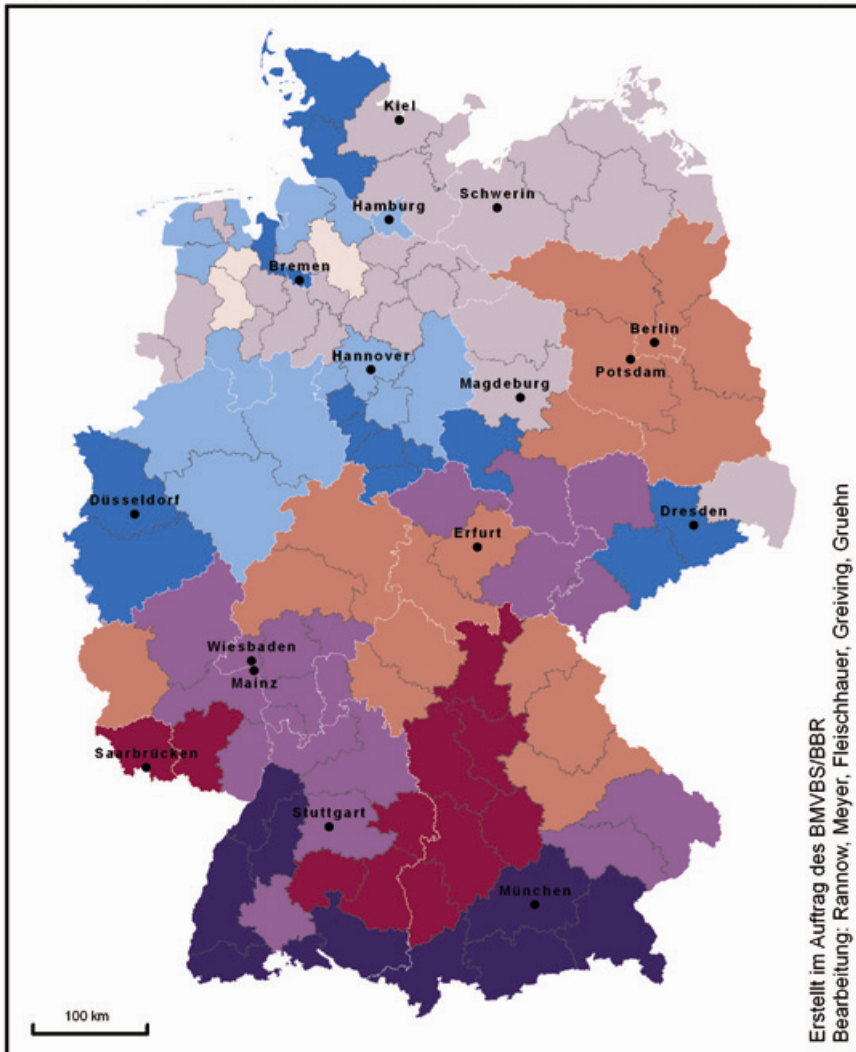 Kiel
Schwerin
Hamburg
Bremen
Berlin
Hannover
Potsdam
Magdeburg
Düsseldorf
Dresden
Erfurt
Wiesbaden
Mainz
Saarbrücken
Stuttgart
München
100 km
Erstellt im Auftrag des BMVBS/BBR
Bearbeitung: Rannow, Meyer, Fleischhauer, Greiving, Gruehn